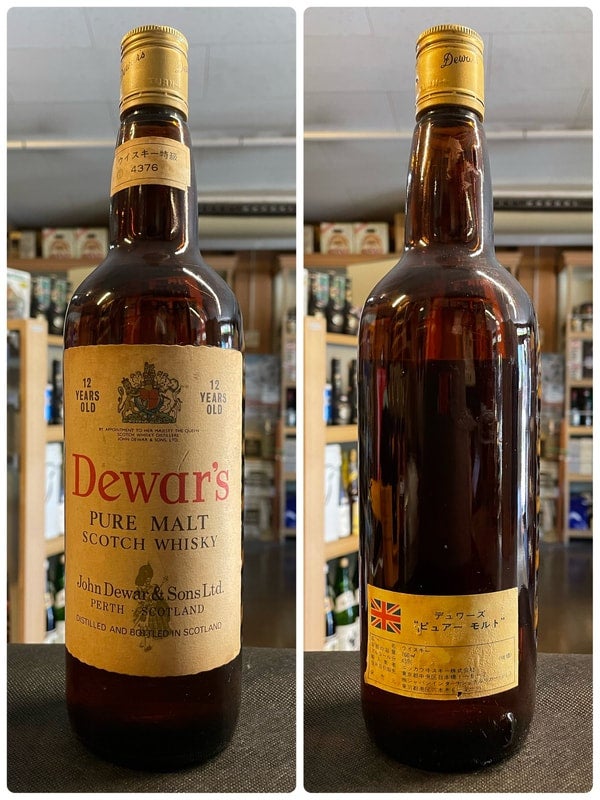 ウイスキー特級
4376
12
YEARS
OLD
12
YEARS
OLD
BY APPOINTMENT TO HER MAJESTY THE QUEEN
SCOTCH WHISKY DISTILLERS
JOHN DEWAR & SONS, LTD.
Dewar's
PURE MALT
SCOTCH WHISKY
John Dewar & Sons Ltd.
PERTH SCOTLAND
DISTILLED AND BOTTLED IN SCOTLAND
Dewar
デュワーズ
"ピュアー モルト"
ウイスキー
760ml
43%